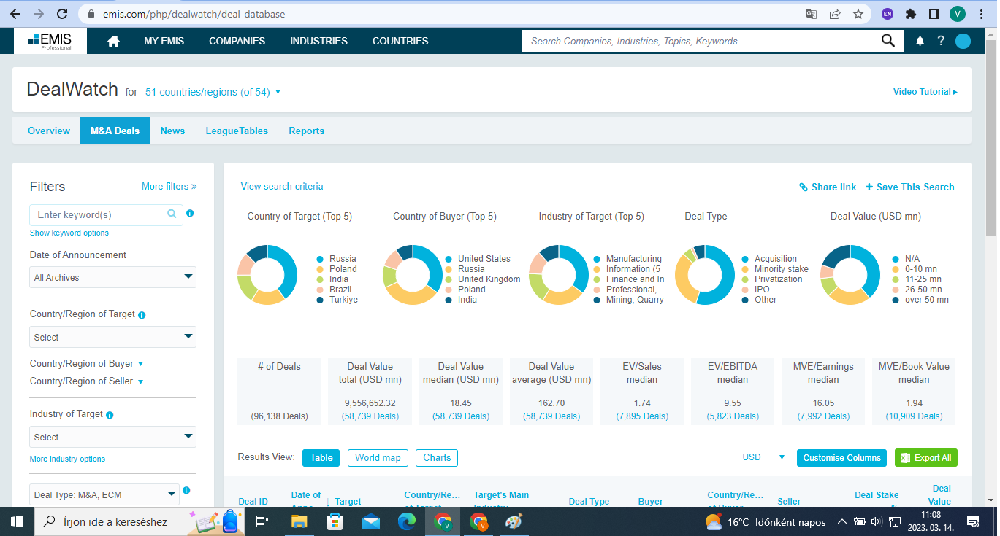 emis.com/php/dealwatch/deal-database
EN
V
EMIS
Professional
MY EMIS
COMPANIES
INDUSTRIES
COUNTRIES
Search Companies, Industries, Topics, Keywords
?
DealWatch for 51 countries/regions (of 54)
Video Tutorial
Overview
M&A Deals
News
LeagueTables
Reports
Filters
More filters »
Enter keyword(s)
Show keyword options
Date of Announcement
All Archives
Country/Region of Target
Select
Country/Region of Buyer
Country/Region of Seller
Industry of Target
Select
More industry options
Deal Type: M&A, ECM
View search criteria
Share link
+ Save This Search
Country of Target (Top 5)
Russia
Poland
India
Brazil
Turkiye
Country of Buyer (Top 5)
United States
Russia
United Kingdom
Poland
India
Industry of Target (Top 5)
Manufacturing
Information (5
Finance and In
Professional,
Mining, Quarry
Deal Type
Acquisition
Minority stake
Privatization
IPO
Other
Deal Value (USD mn)
N/A
0-10 mn
11-25 mn
26-50 mn
over 50 mn
# of Deals
(96,138 Deals)
Deal Value
total (USD mn)
9,556,652.32
(58,739 Deals)
Deal Value
median (USD mn)
18.45
(58,739 Deals)
Deal Value
average (USD mn)
162.70
(58,739 Deals)
EV/Sales
median
1.74
(7,895 Deals)
EV/EBITDA
median
9.55
(5,823 Deals)
MVE/Earnings
median
16.05
(7,992 Deals)
MVE/Book Value
median
1.94
(10,909 Deals)
Results View:
Table
World map
Charts
USD
Customise Columns
Export All
Deal ID
Date of
Target
Country/Re...
Target's Main
Deal Type
Buyer
Country/Re...
Seller
Deal Stake
%
Deal
Value
Írjon ide a kereséshez
16°C Időnként napos
11:08
2023. 03. 14.